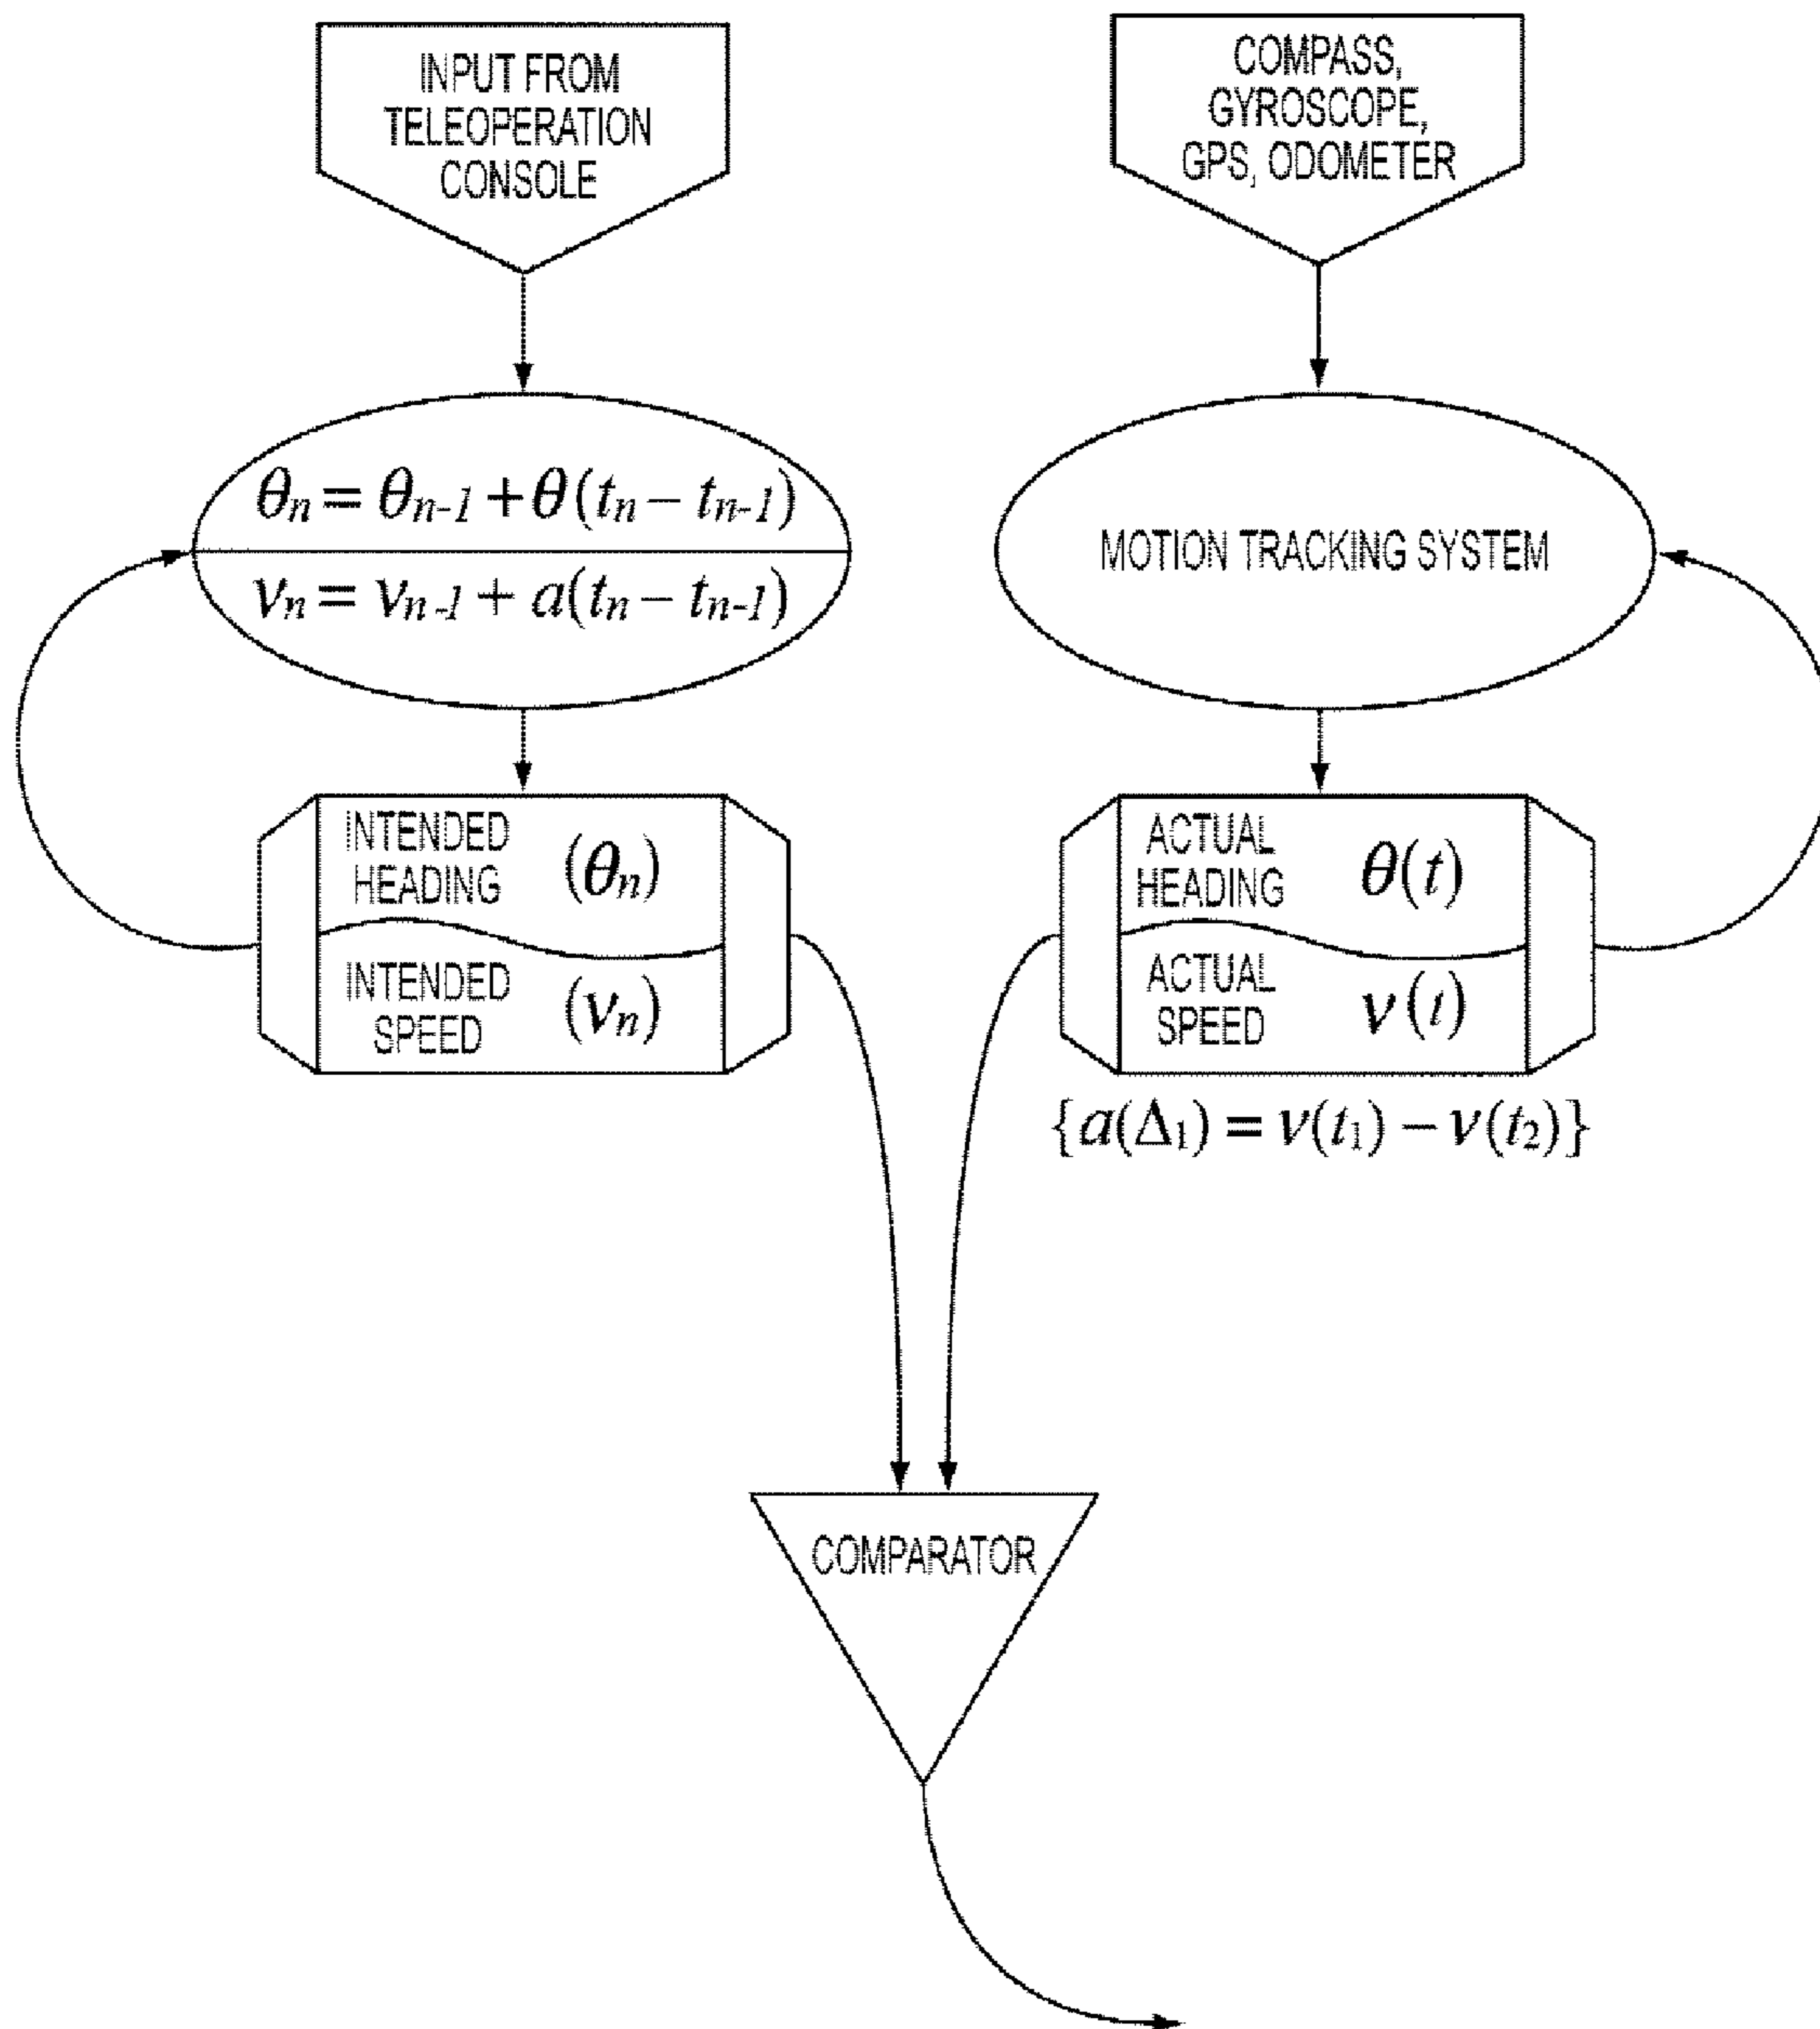 INPUT FROM
TELEOPERATION
CONSOLE
COMPASS,
GYROSCOPE,
GPS, ODOMETER
θn = θn-1 + θ(tn – tn-1)
vn = vn-1 + a(tn – tn-1)
MOTION TRACKING SYSTEM
INTENDED
HEADING (θn)
INTENDED
SPEED (vn)
ACTUAL
HEADING θ(t)
ACTUAL
SPEED v(t)
{a(Δ1) = v(t1) – v(t2)}
COMPARATOR